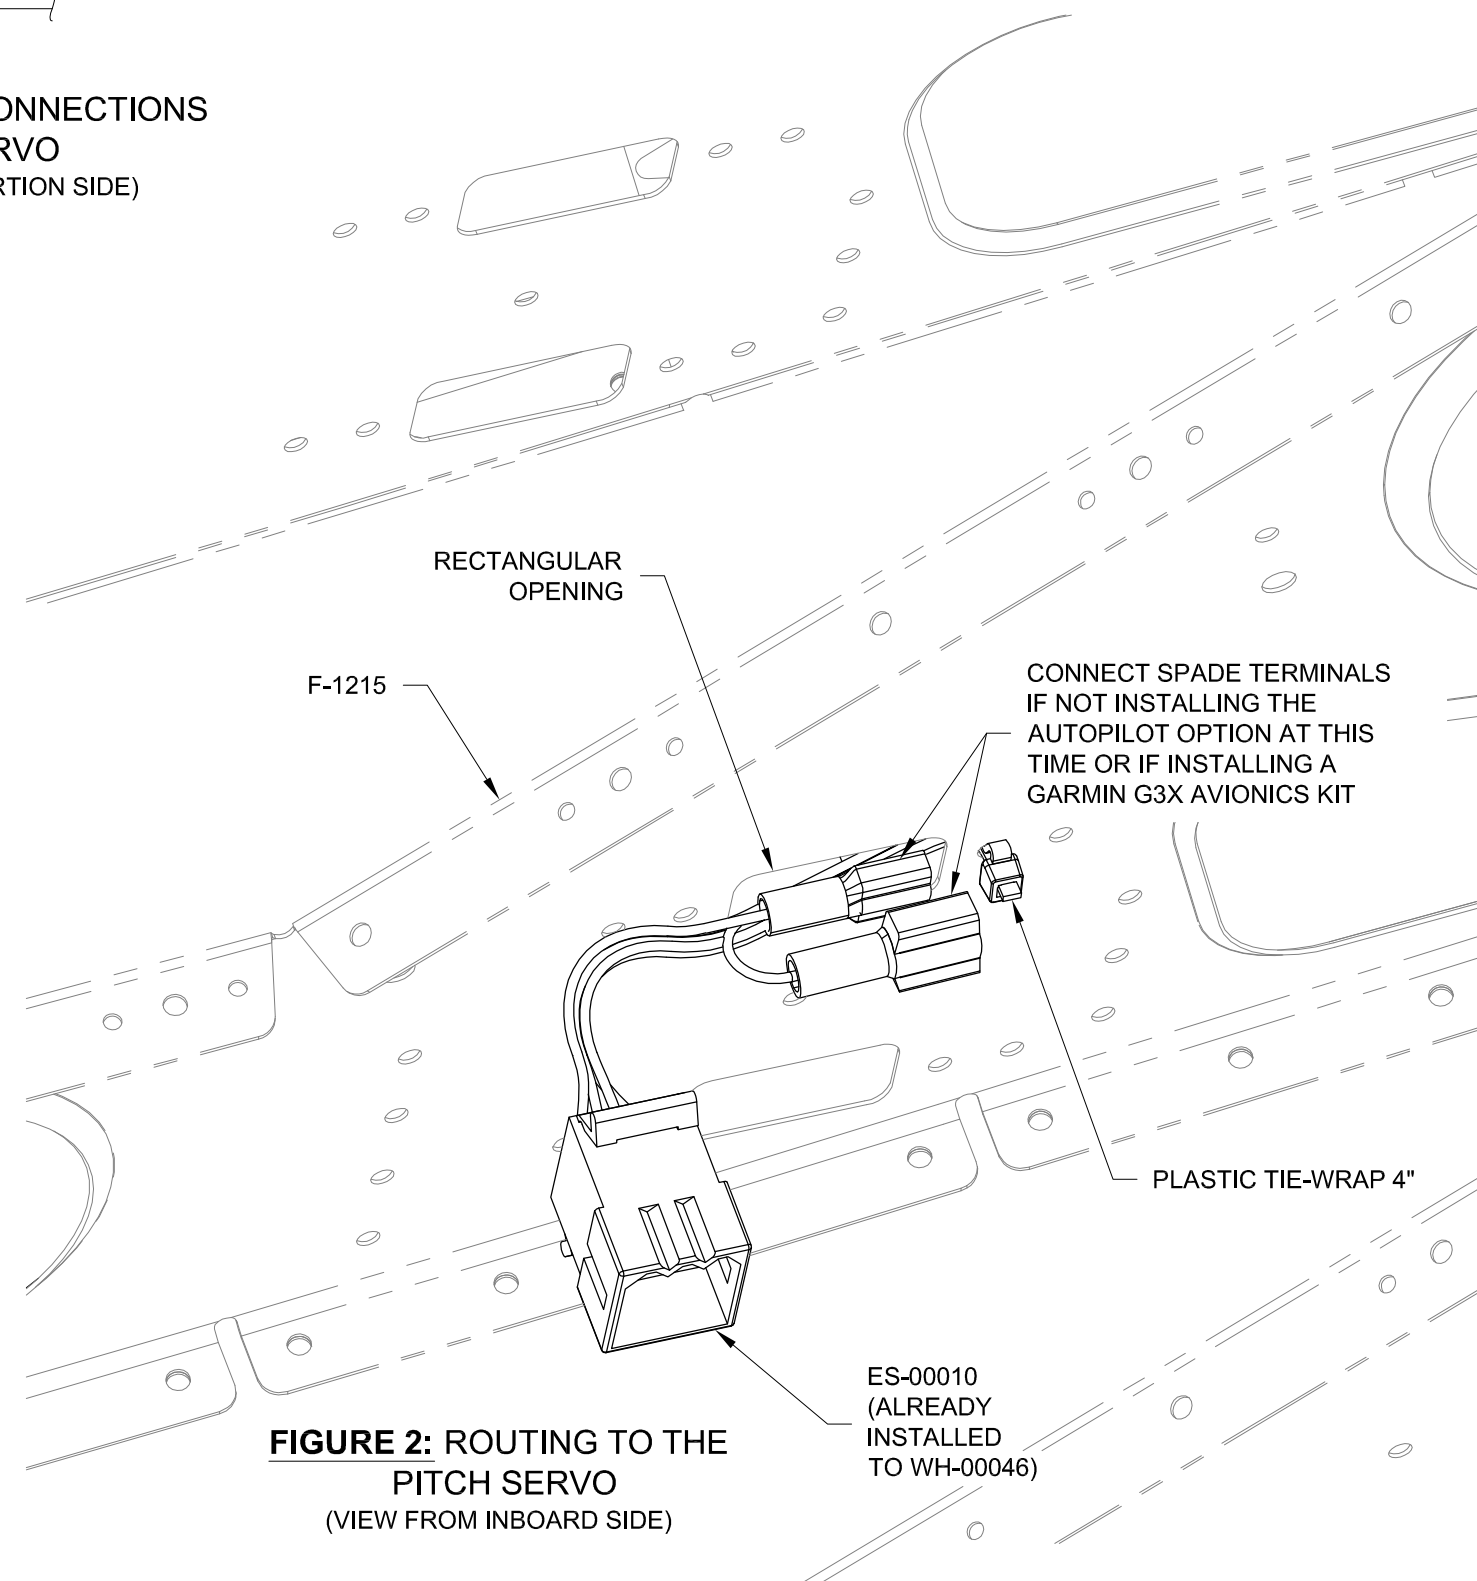 ONNECTIONS
RVO
RTION SIDE)
RECTANGULAR
OPENING
F-1215
CONNECT SPADE TERMINALS
IF NOT INSTALLING THE
AUTOPILOT OPTION AT THIS
TIME OR IF INSTALLING A
GARMIN G3X AVIONICS KIT
PLASTIC TIE-WRAP 4"
ES-00010
(ALREADY
INSTALLED
TO WH-00046)
FIGURE 2: ROUTING TO THE
PITCH SERVO
(VIEW FROM INBOARD SIDE)